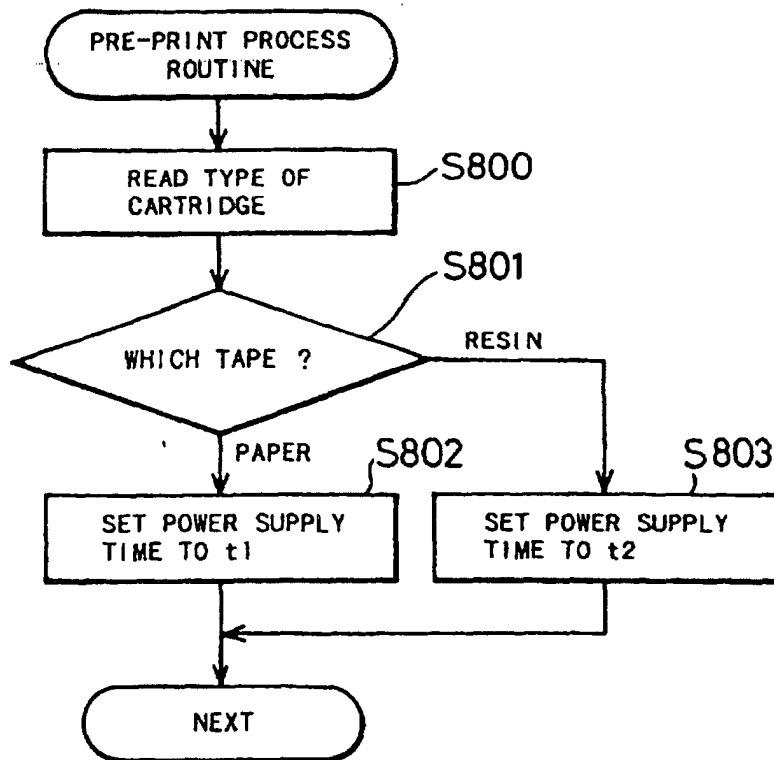 PRE-PRINT PROCESS
ROUTINE
READ TYPE OF
CARTRIDGE
S800
S801
WHICH TAPE ?
RESIN
PAPER
S802
SET POWER SUPPLY
TIME TO t1
S803
SET POWER SUPPLY
TIME TO t2
NEXT